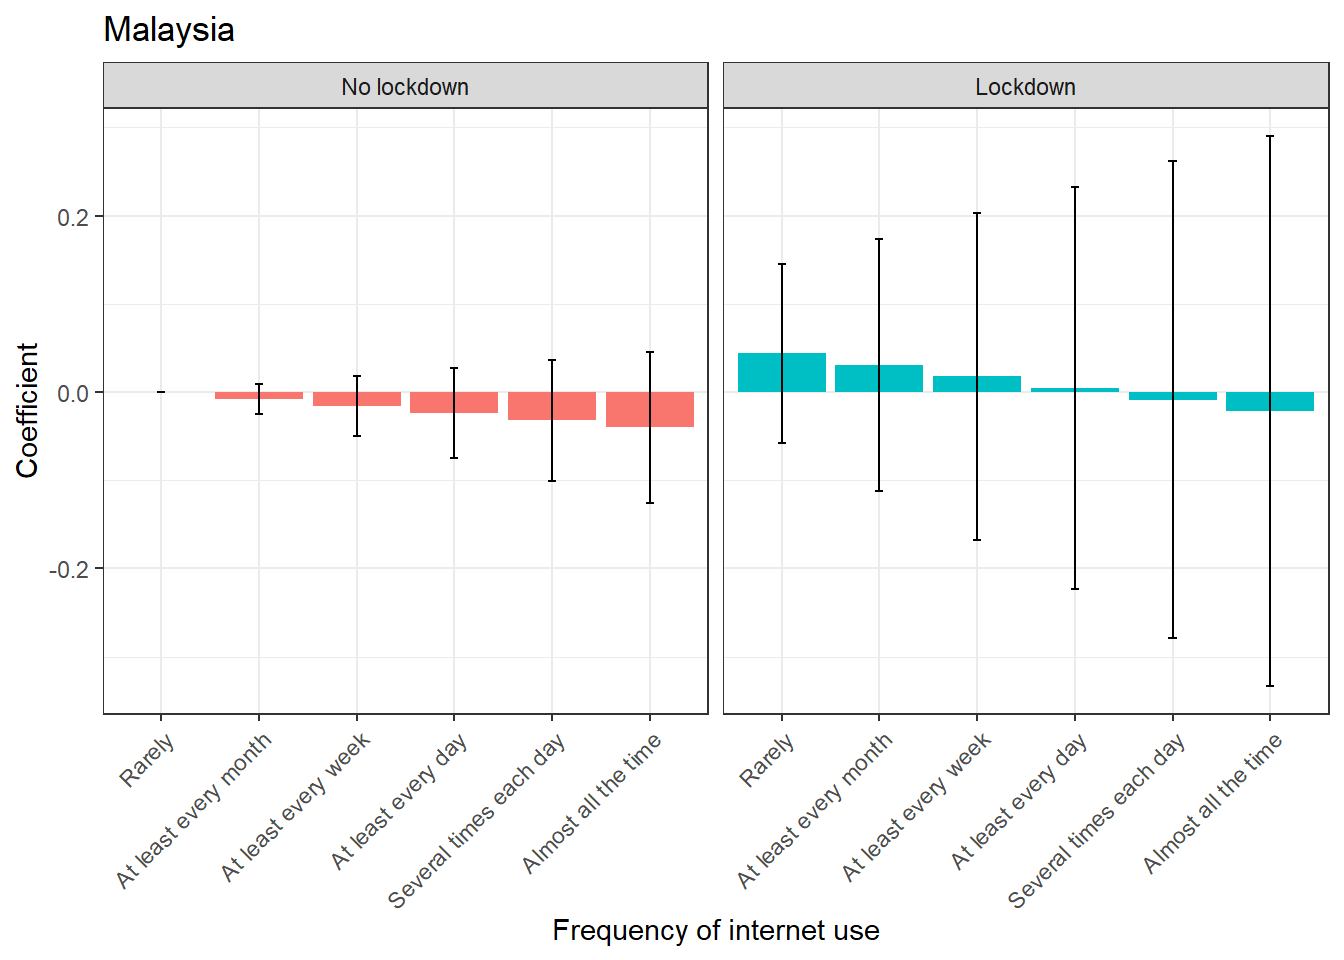 Malaysia
No lockdown
Lockdown
Coefficient
0.2
0.0
-0.2
Rarely
At least every month
At least every week
At least every day
Several times each day
Almost all the time
Rarely
At least every month
At least every week
At least every day
Several times each day
Almost all the time
Frequency of internet use